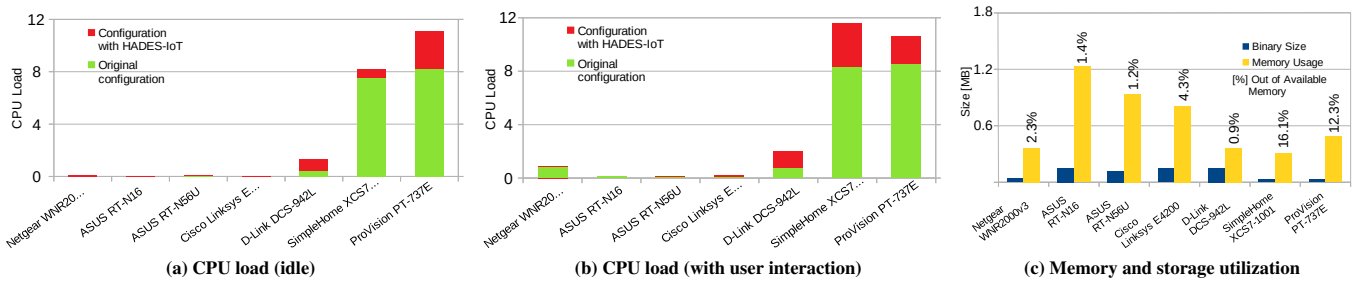 12
8
4
0
CPU Load
Configuration
with HADES-IoT
Original
configuration
Netgear WNR20...
ASUS RT-N16
ASUS RT-N56U
Cisco Linksys E...
D-Link DCS-942L
SimpleHome XCS7...
ProVision PT-737E
(a) CPU load (idle)
12
8
4
0
CPU Load
Configuration
with HADES-IoT
Original
configuration
Netgear WNR20...
ASUS RT-N16
ASUS RT-N56U
Cisco Linksys E...
D-Link DCS-942L
SimpleHome XCS7...
ProVision PT-737E
(b) CPU load (with user interaction)
1.8
1.2
0.6
Size [MB]
Binary Size
Memory Usage
[%] Out of Available
Memory
2.3%
1.4%
1.2%
4.3%
0.9%
16.1%
12.3%
Netgear
WNR2000v3
ASUS
RT-N16
ASUS
RT-N56U
Cisco
Linksys E4200
D-Link
DCS-942L
SimpleHome
XCS7-1001
ProVision
PT-737E
(c) Memory and storage utilization